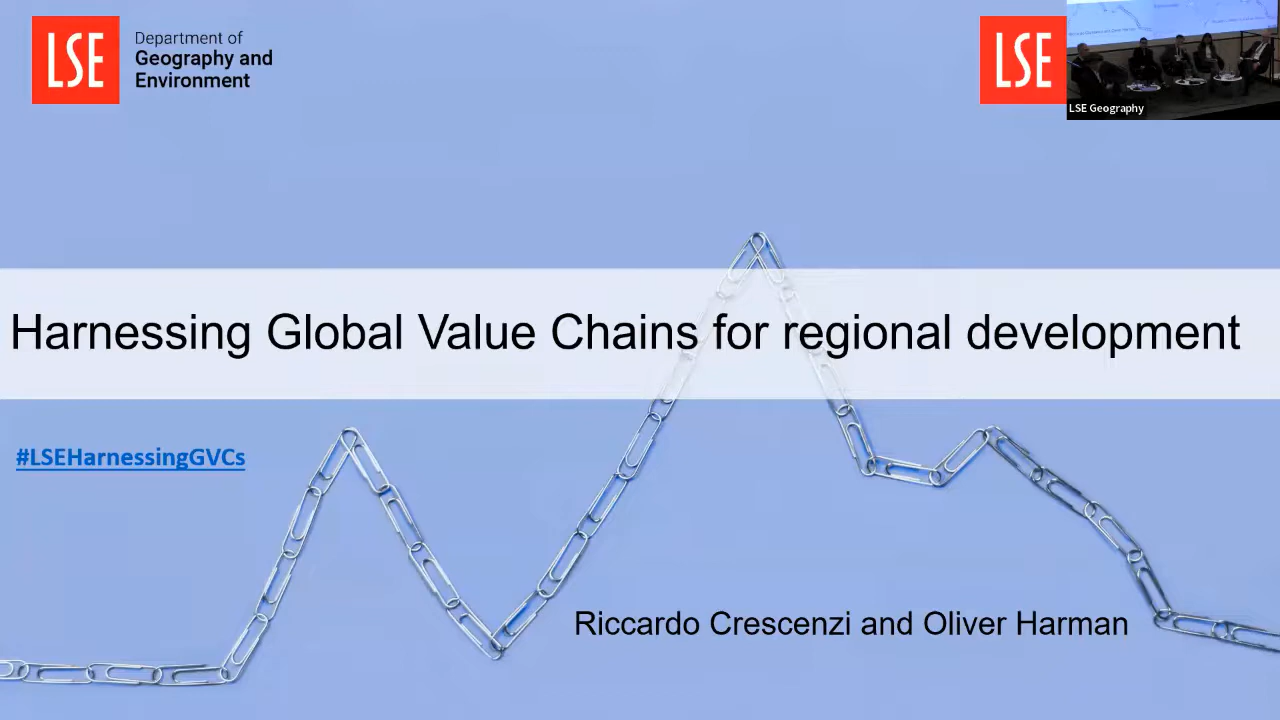 LSE
Department of
Geography and
Environment
LSE
LSE Geography
Harnessing Global Value Chains for regional development
#LSEHarnessingGVCs
Riccardo Crescenzi and Oliver Harman